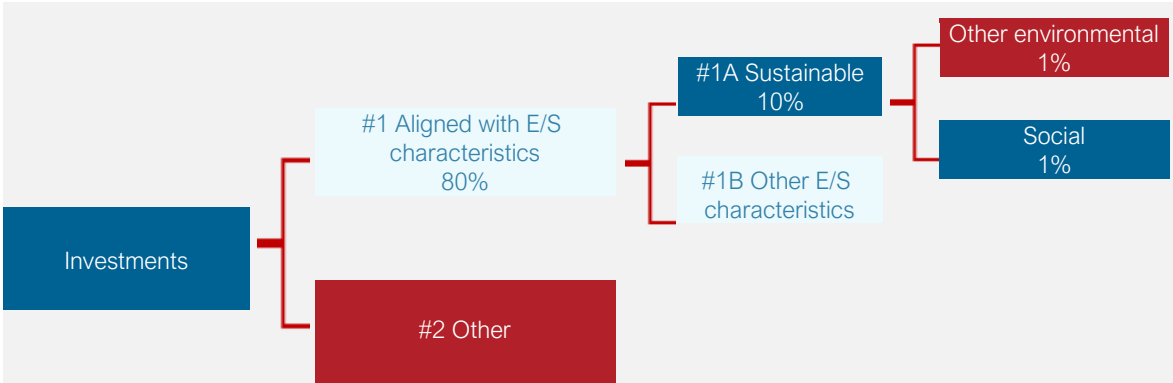 Investments
#1 Aligned with E/S
characteristics
80%
#2 Other
#1A Sustainable
10%
#1B Other E/S
characteristics
Other environmental
1%
Social
1%